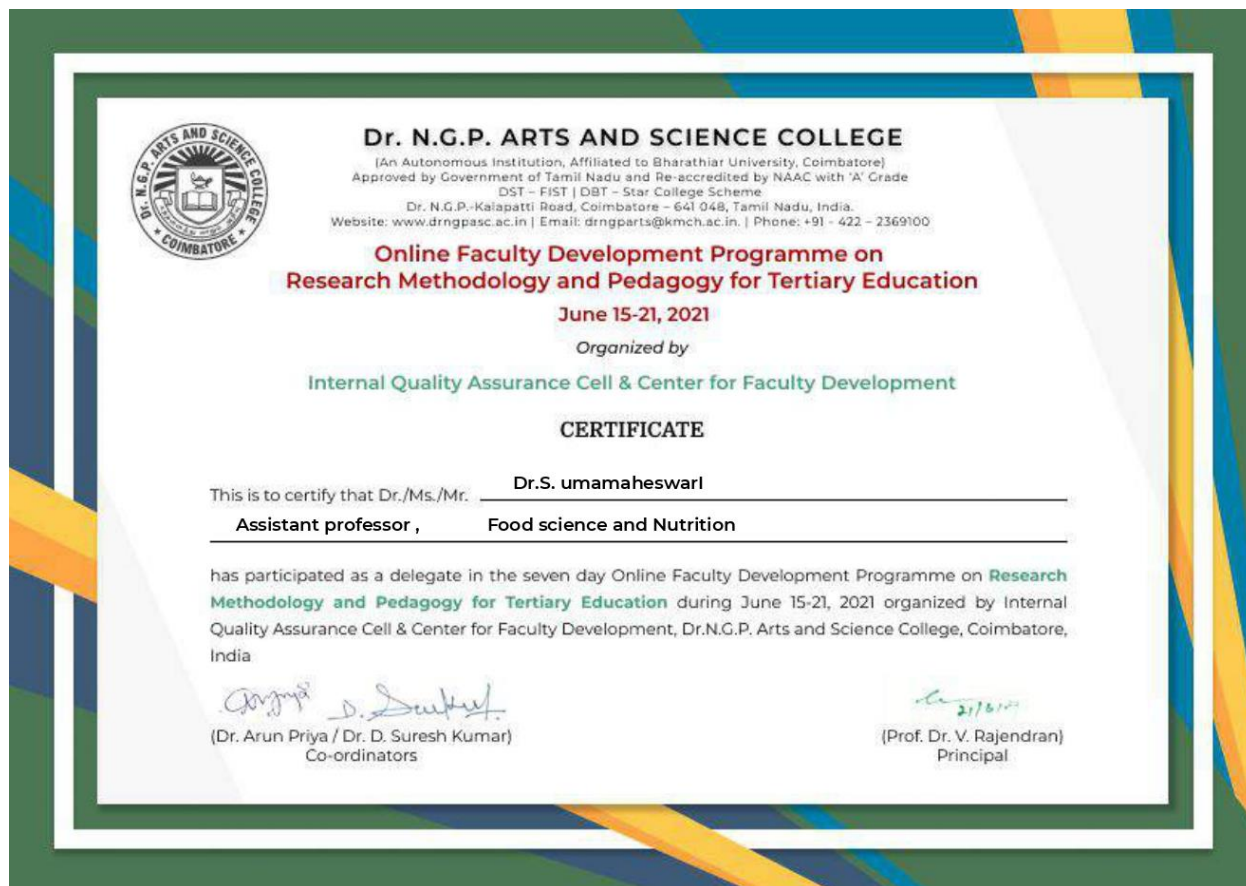 Dr. N.G.P. ARTS AND SCIENCE COLLEGE
COIMBATORE
Dr. N.G.P. ARTS AND SCIENCE COLLEGE
(An Autonomous Institution, Affiliated to Bharathiar University, Coimbatore)
Approved by Government of Tamil Nadu and Re-accredited by NAAC with 'A' Grade
DST – FIST | DBT – Star College Scheme
Dr. N.G.P.-Kalapatti Road, Coimbatore – 641 048, Tamil Nadu, India.
Website: www.drngpasc.ac.in | Email: drngparts@kmch.ac.in. | Phone: +91 - 422 – 2369100
Online Faculty Development Programme on
Research Methodology and Pedagogy for Tertiary Education
June 15-21, 2021
Organized by
Internal Quality Assurance Cell & Center for Faculty Development
CERTIFICATE
This is to certify that Dr./Ms./Mr. Dr.S. umamaheswarI
Assistant professor , Food science and Nutrition
has participated as a delegate in the seven day Online Faculty Development Programme on Research
Methodology and Pedagogy for Tertiary Education during June 15-21, 2021 organized by Internal
Quality Assurance Cell & Center for Faculty Development, Dr.N.G.P. Arts and Science College, Coimbatore,
India
(Dr. Arun Priya / Dr. D. Suresh Kumar)
Co-ordinators
(Prof. Dr. V. Rajendran)
Principal